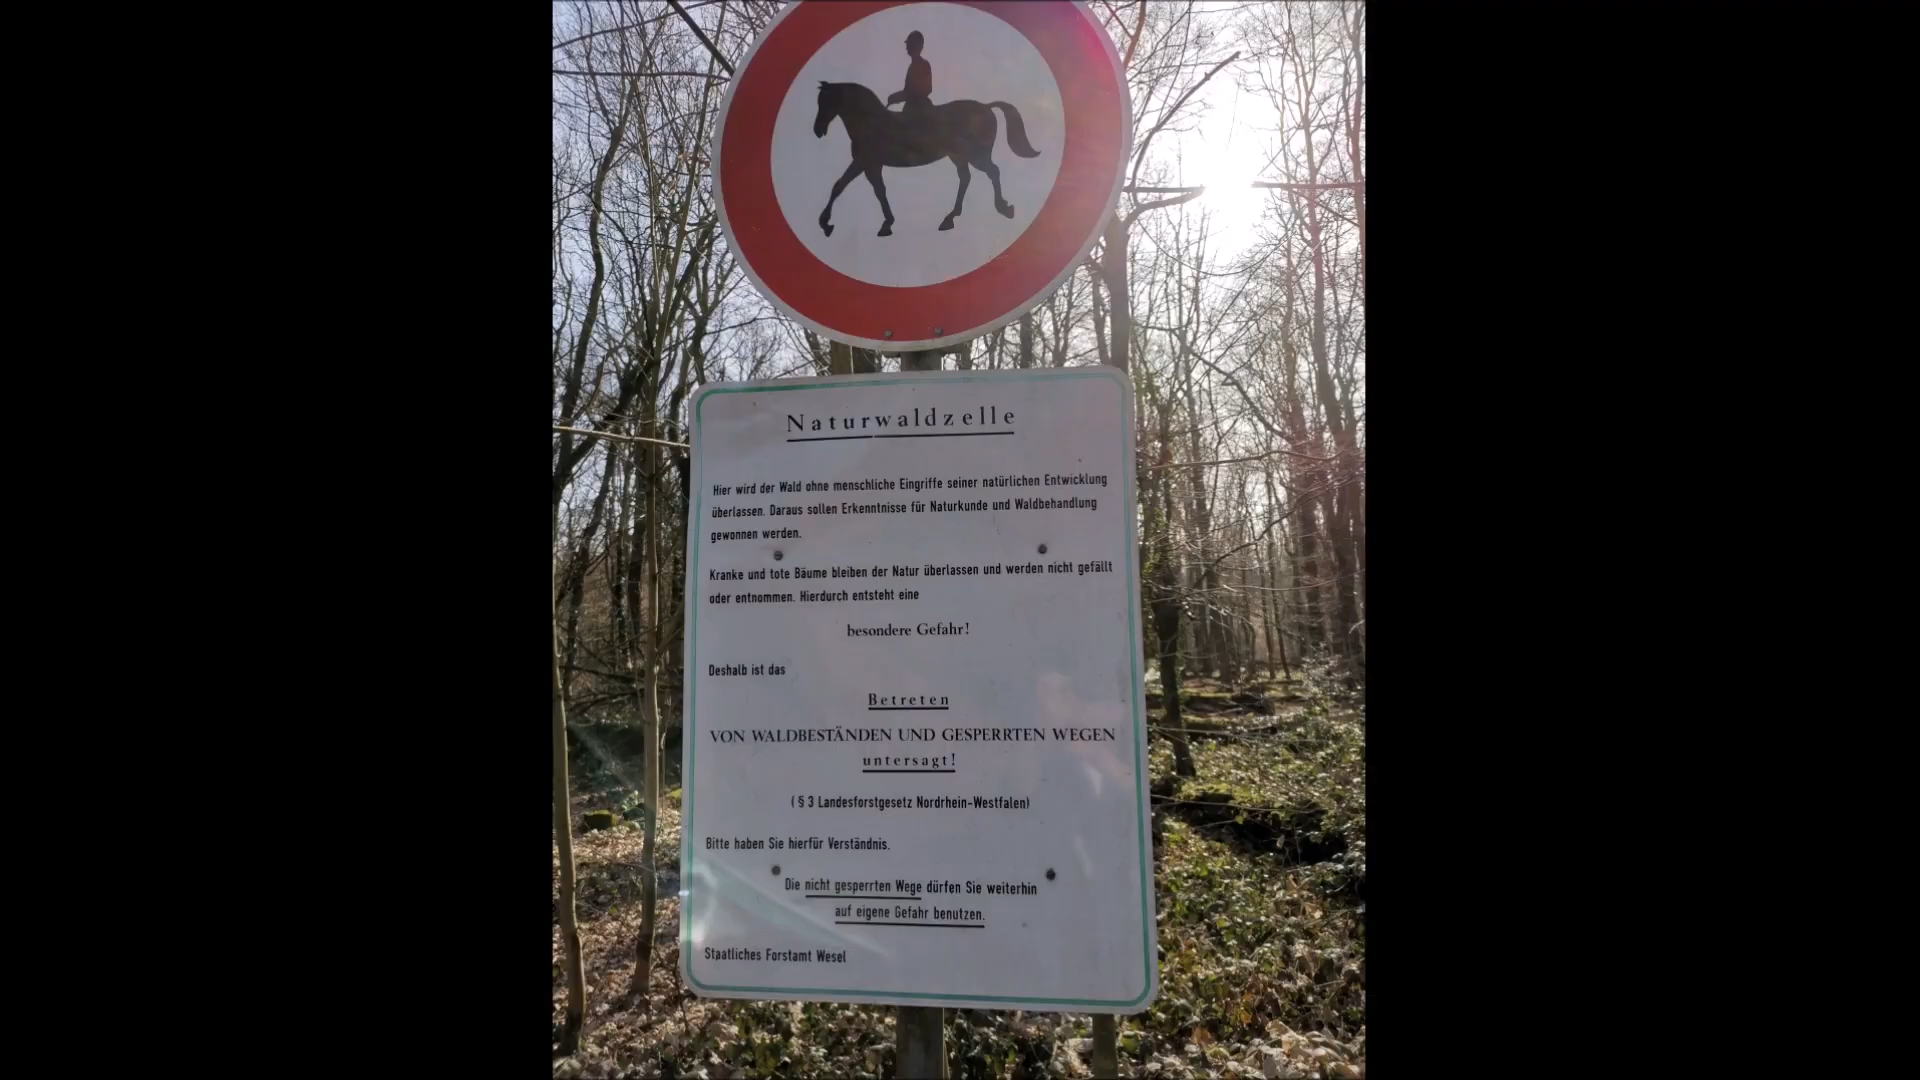 Naturwaldzelle
Hier wird der Wald ohne menschliche Eingriffe seiner natürlichen Entwicklung
überlassen. Daraus sollen Erkenntnisse für Naturkunde und Waldbehandlung
gewonnen werden.
Kranke und tote Bäume bleiben der Natur überlassen und werden nicht gefällt
oder entnommen. Hierdurch entsteht eine
besondere Gefahr!
Deshalb ist das
Betreten
VON WALDBESTÄNDEN UND GESPERRTEN WEGEN
untersagt!
(§ 3 Landesforstgesetz Nordrhein-Westfalen)
Bitte haben Sie hierfür Verständnis.
Die nicht gesperrten Wege dürfen Sie weiterhin
auf eigene Gefahr benutzen.
Staatliches Forstamt Wesel